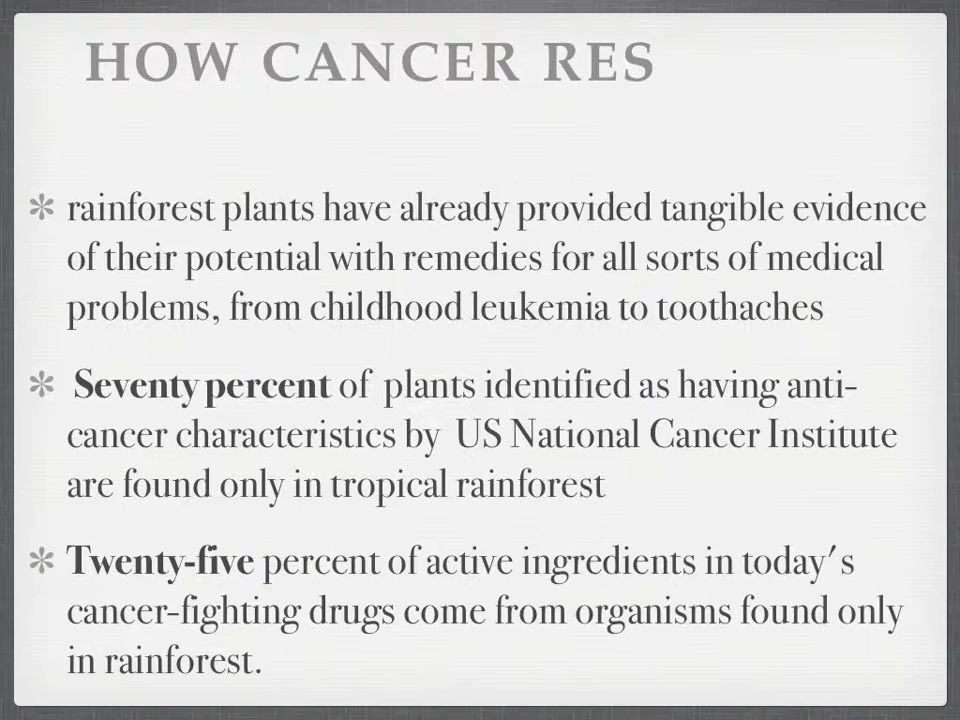 HOW CANCER RES
rainforest plants have already provided tangible evidence
of their potential with remedies for all sorts of medical
problems, from childhood leukemia to toothaches
Seventy percent of plants identified as having anti-
cancer characteristics by US National Cancer Institute
are found only in tropical rainforest
Twenty-five percent of active ingredients in today's
cancer-fighting drugs come from organisms found only
in rainforest.